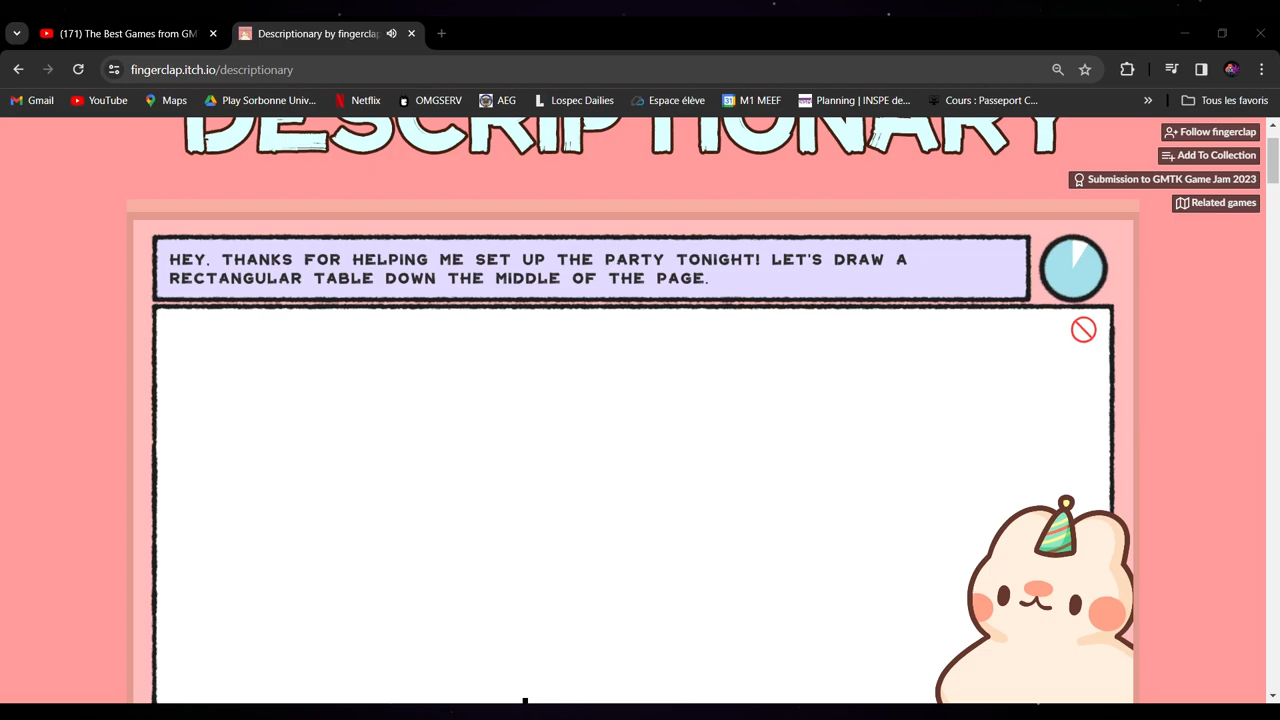 (171) The Best Games from GM
Descriptionary by fingerclap
fingerclap.itch.io/descriptionary
Gmail YouTube Maps Play Sorbonne Univ... Netflix OMGSERV AEG Lospec Dailies Espace élève M1 MEEF Planning | INSPE de... Cours : Passeport C... » Tous les favoris
DESCRIPTIONARY
Follow fingerclap
Add To Collection
Submission to GMTK Game Jam 2023
Related games
HEY, THANKS FOR HELPING ME SET UP THE PARTY TONIGHT! LET'S DRAW A
RECTANGULAR TABLE DOWN THE MIDDLE OF THE PAGE.